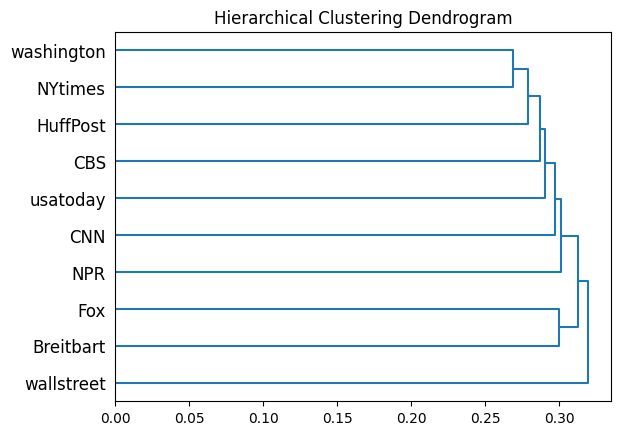 Hierarchical Clustering Dendrogram
washington
NYtimes
HuffPost
CBS
usatoday
CNN
NPR
Fox
Breitbart
wallstreet
0.00 0.05 0.10 0.15 0.20 0.25 0.30